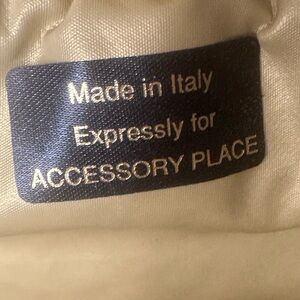 Made in Italy
Expressly for
ACCESSORY PLACE